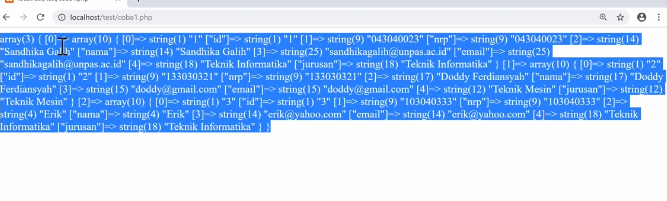 localhost/test/coba1.php
array(3) { [0]=> array(10) { [0]=> string(1) "1" ["id"]=> string(1) "1" [1]=> string(9) "043040023" ["nrp"]=> string(9) "043040023" [2]=> string(14)
"Sandhika Galih" ["nama"]=> string(14) "Sandhika Galih" [3]=> string(25) "sandhikagalih@unpas.ac.id" ["email"]=> string(25)
"sandhikagalih@unpas.ac.id" [4]=> string(18) "Teknik Informatika" ["jurusan"]=> string(18) "Teknik Informatika" } [1]=> array(10) { [0]=> string(1) "2"
["id"]=> string(1) "2" [1]=> string(9) "133030321" ["nrp"]=> string(9) "133030321" [2]=> string(17) "Doddy Ferdiansyah" ["nama"]=> string(17) "Doddy
Ferdiansyah" [3]=> string(15) "doddy@gmail.com" ["email"]=> string(15) "doddy@gmail.com" [4]=> string(12) "Teknik Mesin" ["jurusan"]=> string(12)
"Teknik Mesin" } [2]=> array(10) { [0]=> string(1) "3" ["id"]=> string(1) "3" [1]=> string(9) "103040333" ["nrp"]=> string(9) "103040333" [2]=>
string(4) "Erik" ["nama"]=> string(4) "Erik" [3]=> string(14) "erik@yahoo.com" ["email"]=> string(14) "erik@yahoo.com" [4]=> string(18) "Teknik
Informatika" ["jurusan"]=> string(18) "Teknik Informatika" } }